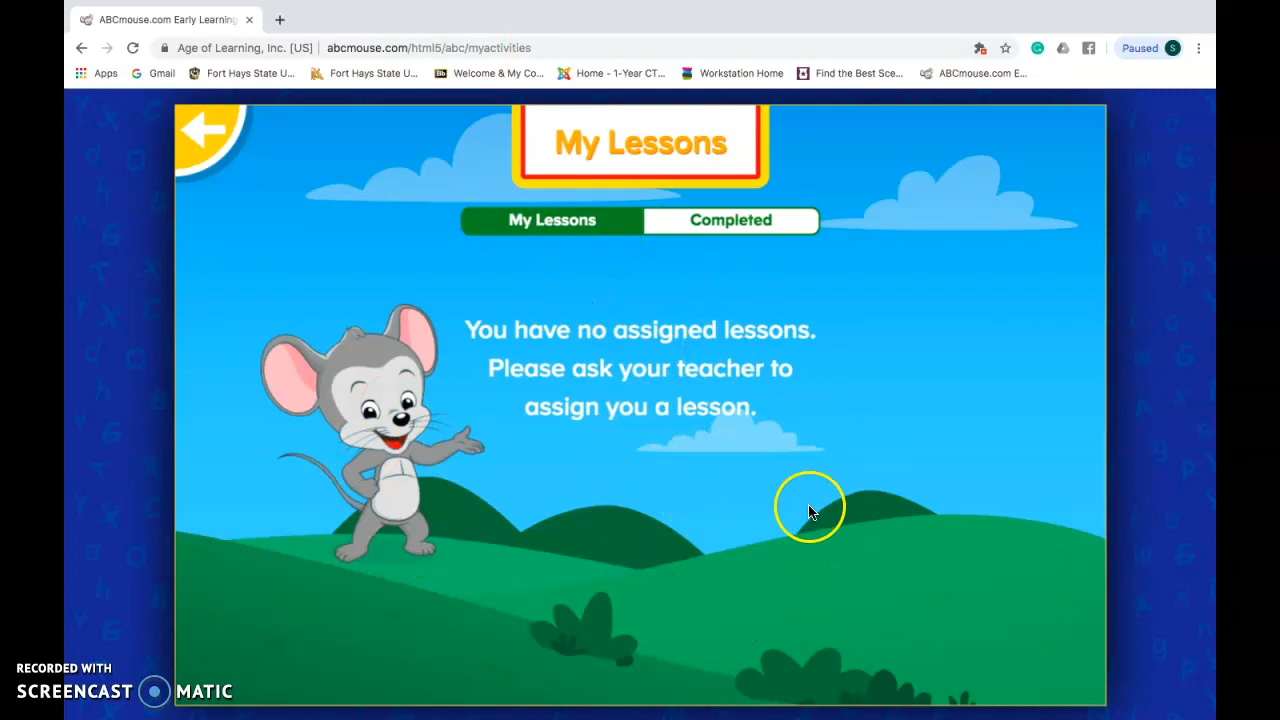 ABCmouse.com Early Learning
Age of Learning, Inc. [US] abcmouse.com/html5/abc/myactivities
Paused S
Apps Gmail Fort Hays State U... Fort Hays State U... Bb Welcome & My Co... Home - 1-Year CT... Workstation Home Find the Best Sce... ABCmouse.com E...
My Lessons
My Lessons Completed
You have no assigned lessons.
Please ask your teacher to
assign you a lesson.
RECORDED WITH
SCREENCAST MATIC